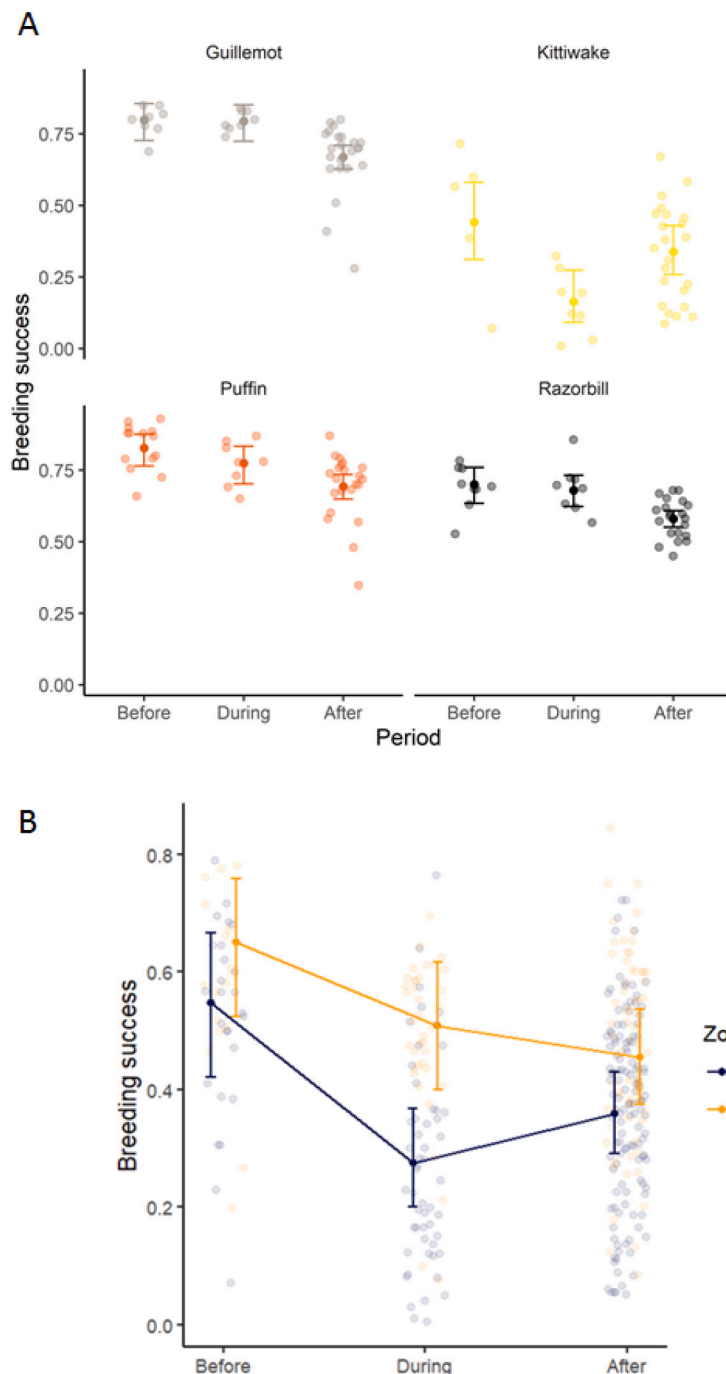 A
Guillemot Kittiwake
0.75
0.50
0.25
0.00
Breeding success
Puffin Razorbill
0.75
0.50
0.25
0.00
Before During After Before During After
Period
B
0.8
0.6
0.4
0.2
0.0
Breeding success
Zo
Before During After